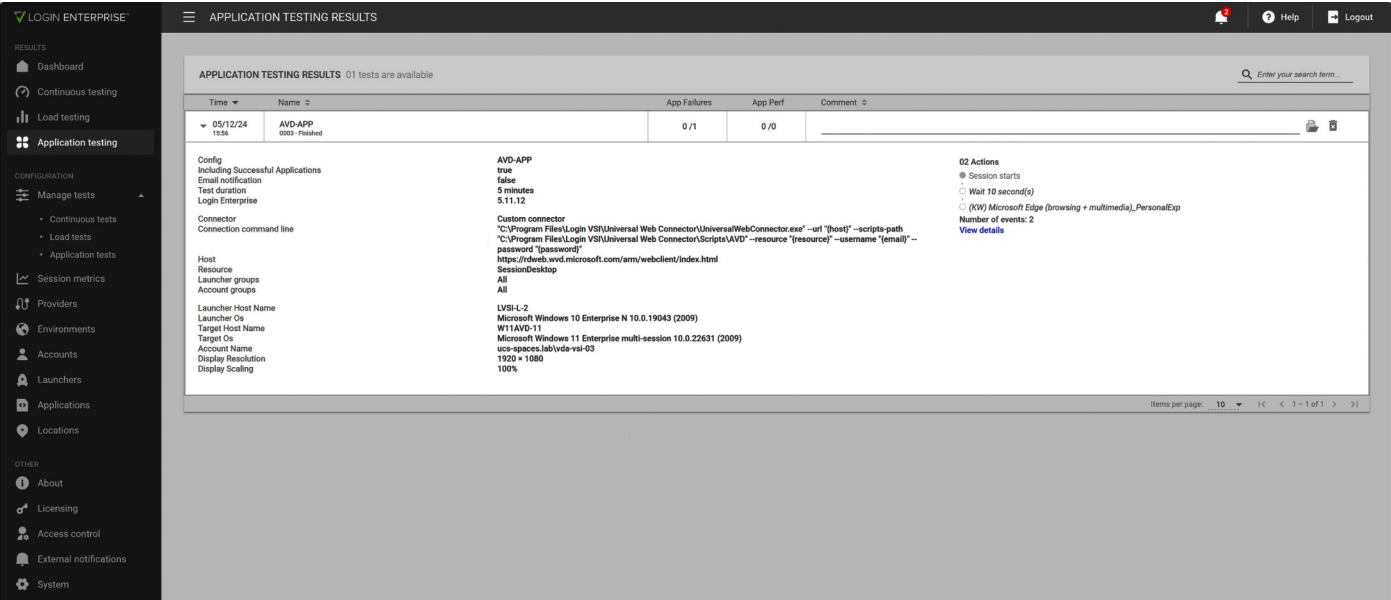 LOGIN ENTERPRISE™
APPLICATION TESTING RESULTS
2
Help
Logout
RESULTS
Dashboard
Continuous testing
Load testing
Application testing
CONFIGURATION
Manage tests
Continuous tests
Load tests
Application tests
Session metrics
Providers
Environments
Accounts
Launchers
Applications
Locations
OTHER
About
Licensing
Access control
External notifications
System
APPLICATION TESTING RESULTS 01 tests are available
Enter your search term...
Time Name App Failures App Perf Comment
05/12/24 AVD-APP 0 /1 0 /0
15:56 0003 - Finished
Config AVD-APP
Including Successful Applications true
Email notification false
Test duration 5 minutes
Login Enterprise 5.11.12
Connector Custom connector
Connection command line "C:\Program Files\Login VSI\Universal Web Connector\UniversalWebConnector.exe" --url "{host}" --scripts-path
"C:\Program Files\Login VSI\Universal Web Connector\Scripts\AVD" --resource "{resource}" --username "{email}" --
password "{password}"
Host https://rdweb.wvd.microsoft.com/arm/webclient/index.html
Resource SessionDesktop
Launcher groups All
Account groups All
Launcher Host Name LVSI-L-2
Launcher Os Microsoft Windows 10 Enterprise N 10.0.19043 (2009)
Target Host Name W11AVD-11
Target Os Microsoft Windows 11 Enterprise multi-session 10.0.22631 (2009)
Account Name ucs-spaces.lab\vda-vsi-03
Display Resolution 1920 × 1080
Display Scaling 100%
02 Actions
Session starts
Wait 10 second(s)
(KW) Microsoft Edge (browsing + multimedia)_PersonalExp
Number of events: 2
View details
Items per page: 10 1 – 1 of 1